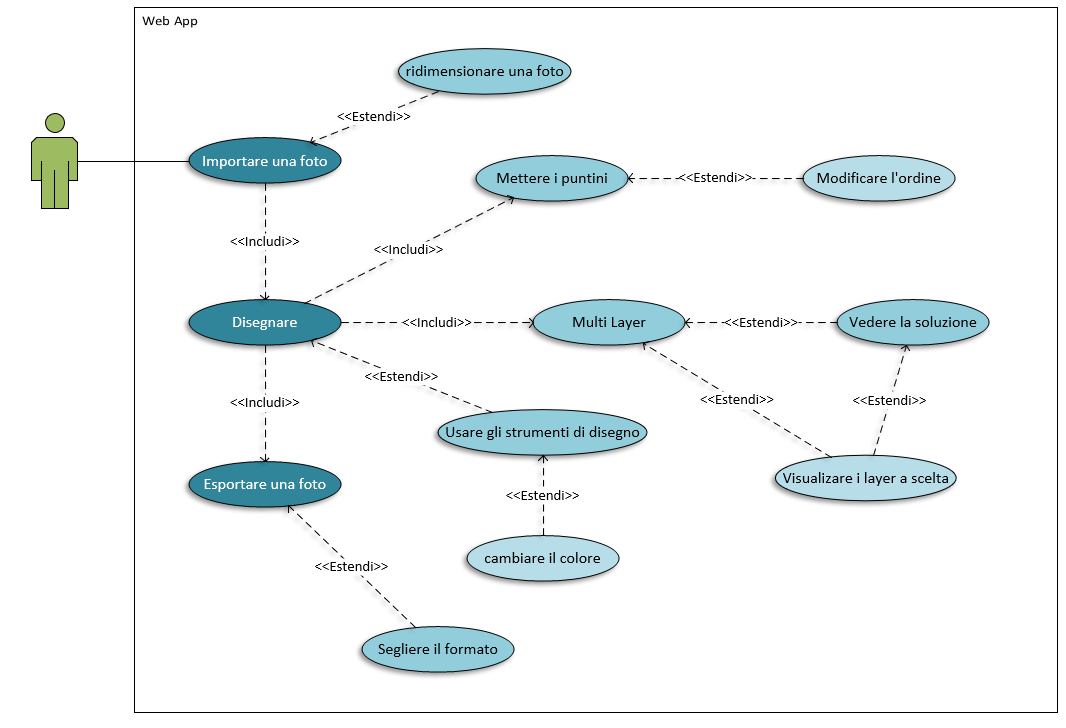 Web App
ridimensionare una foto
<<Estendi>>
Importare una foto
Mettere i puntini
<<Estendi>>
Modificare l'ordine
<<Includi>>
<<Includi>>
Disegnare
<<Includi>>
Multi Layer
<<Estendi>>
Vedere la soluzione
<<Estendi>>
<<Includi>>
<<Estendi>>
<<Estendi>>
Usare gli strumenti di disegno
Esportare una foto
Visualizare i layer a scelta
<<Estendi>>
cambiare il colore
<<Estendi>>
Segliere il formato